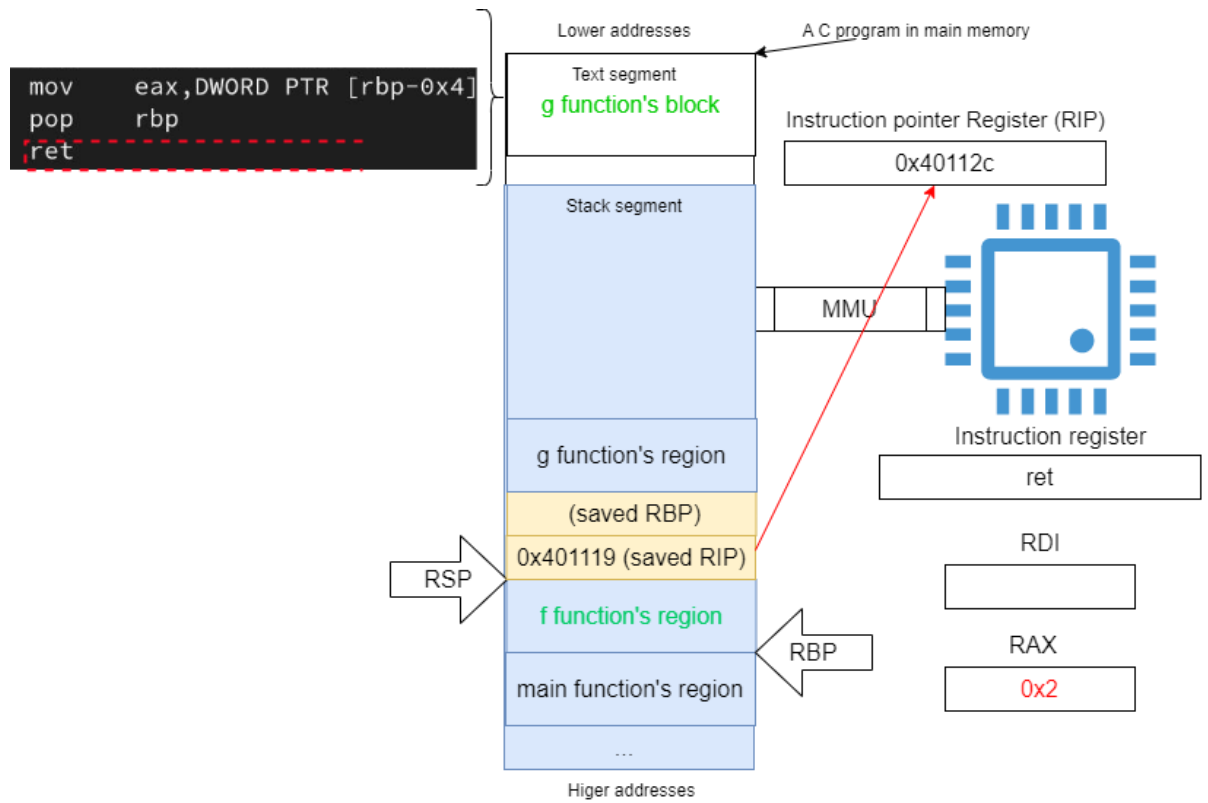 Lower addresses
A C program in main memory
mov eax,DWORD PTR [rbp-0x4]
pop rbp
ret
Text segment
g function's block
Instruction pointer Register (RIP)
0x40112c
Stack segment
MMU
Instruction register
ret
g function's region
(saved RBP)
0x401119 (saved RIP)
RSP
f function's region
RBP
main function's region
...
RDI
RAX
0x2
Higer addresses